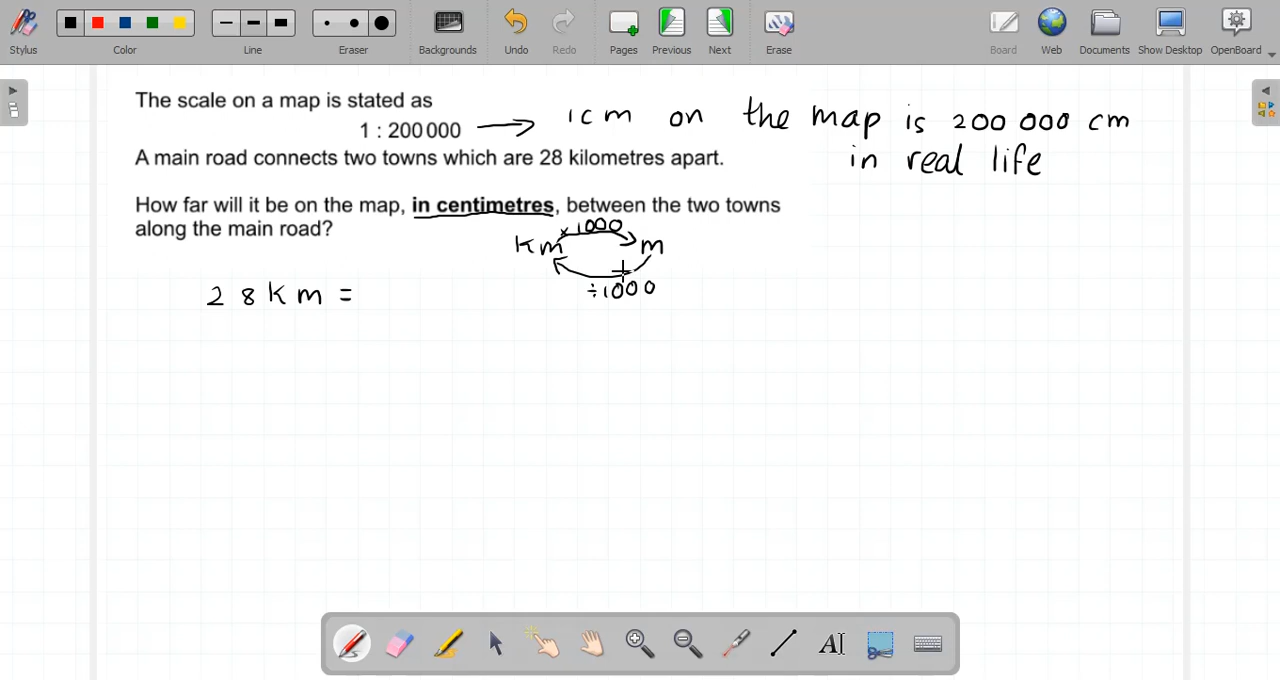 Stylus Color Line Eraser Backgrounds Undo Redo Pages Previous Next Erase Board Web Documents Show Desktop OpenBoard
The scale on a map is stated as
1 : 200 000 → 1cm on the map is 200 000 cm
in real life
A main road connects two towns which are 28 kilometres apart.
How far will it be on the map, in centimetres, between the two towns
along the main road?
×1000
Km m
÷1000
28Km =
AI